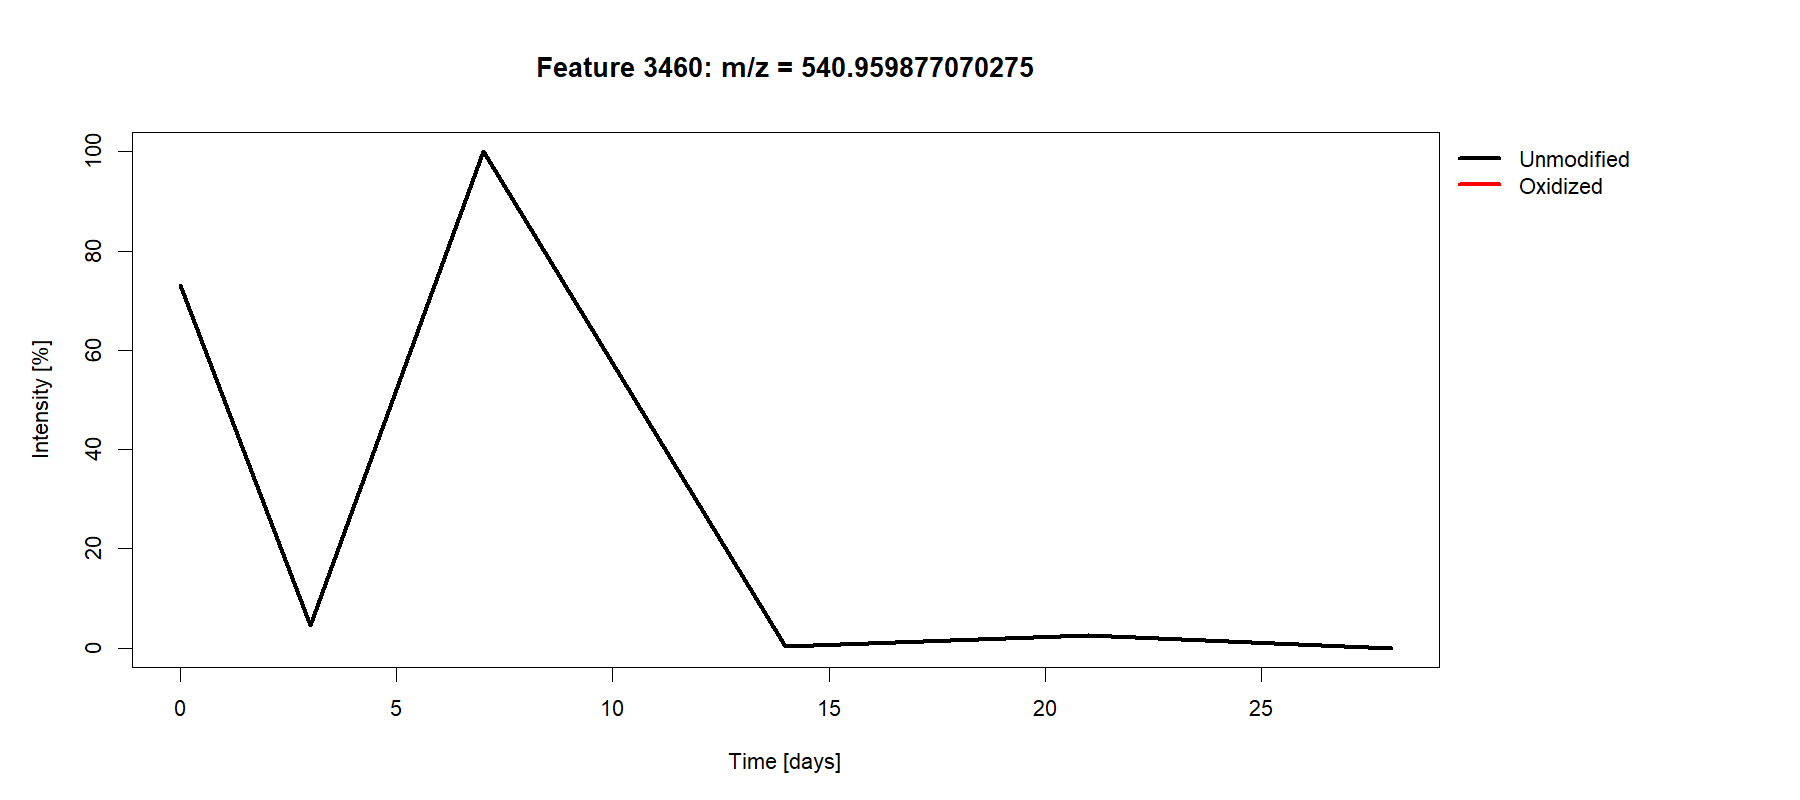 Feature 3460: m/z = 540.959877070275
Unmodified
Oxidized
Intensity [%]
100
80
60
40
20
0
0 5 10 15 20 25
Time [days]